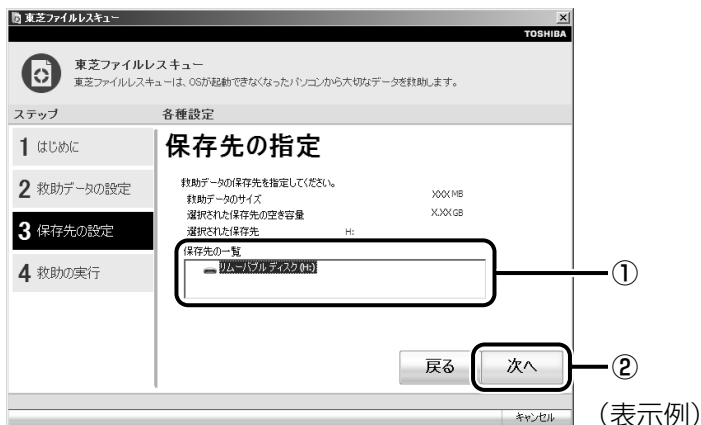 東芝ファイルレスキュー
TOSHIBA
東芝ファイルレスキュー
東芝ファイルレスキューは、OSが起動できなくなったパソコンから大切なデータを救助します。
ステップ
各種設定
1 はじめに
2 救助データの設定
3 保存先の設定
4 救助の実行
保存先の指定
救助データの保存先を指定してください。
救助データのサイズ XXX MB
選択された保存先の空き容量 X.XX GB
選択された保存先 H:
保存先の一覧
リムーバブル ディスク (H:)
①
戻る
次へ
②
キャンセル
（表示例）